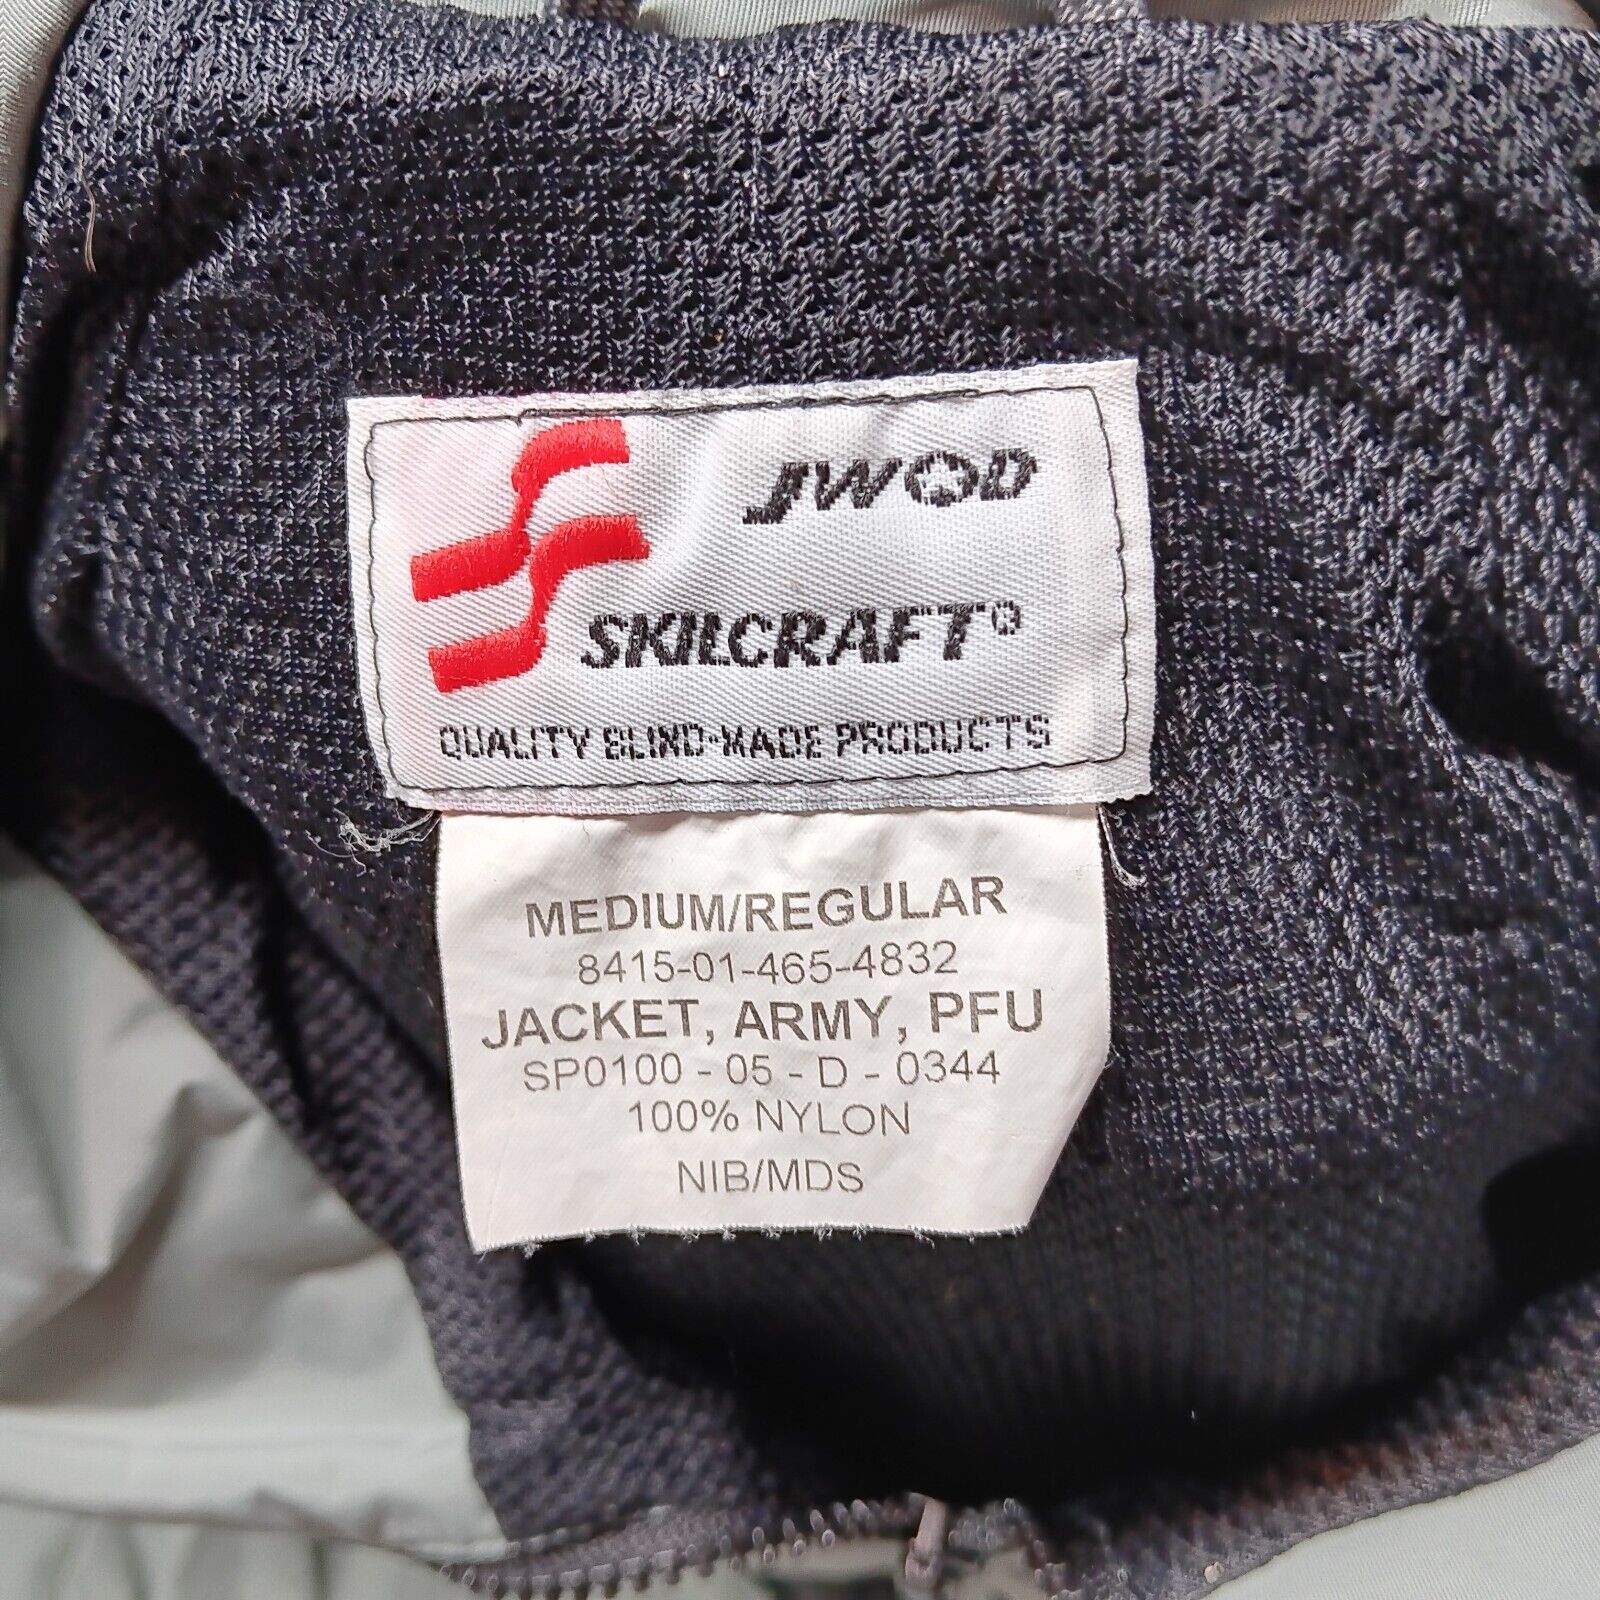 JWOD
SKILCRAFT®
QUALITY BLIND-MADE PRODUCTS
MEDIUM/REGULAR
8415-01-465-4832
JACKET, ARMY, PFU
SP0100 - 05 - D - 0344
100% NYLON
NIB/MDS